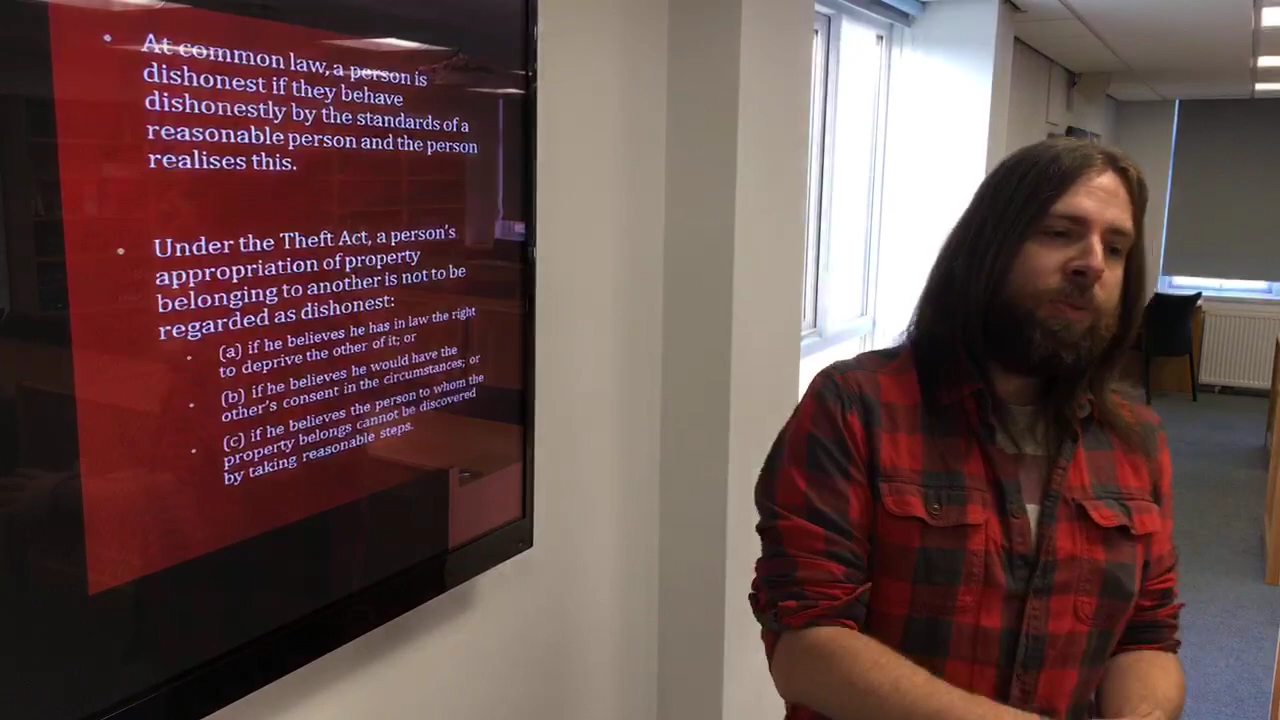 At common law, a person is
dishonest if they behave
dishonestly by the standards of a
reasonable person and the person
realises this.
Under the Theft Act, a person's
appropriation of property
belonging to another is not to be
regarded as dishonest:
(a) if he believes he has in law the right
to deprive the other of it; or
(b) if he believes he would have the
other's consent in the circumstances; or
(c) if he believes the person to whom the
property belongs cannot be discovered
by taking reasonable steps.